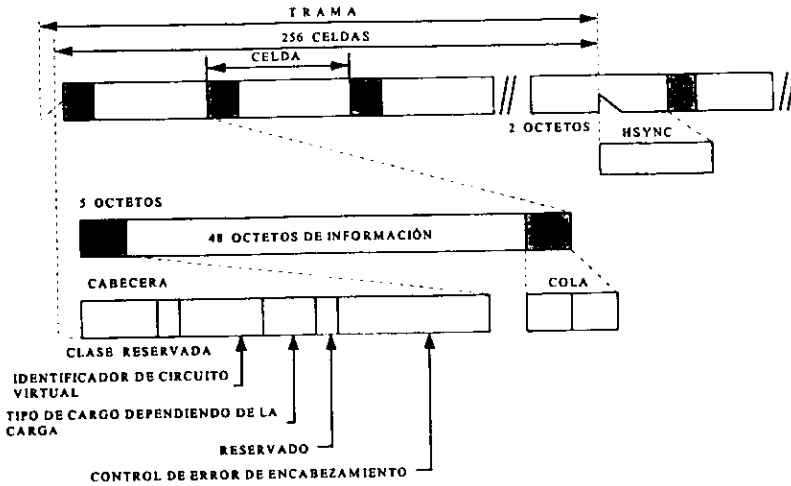 TRAMA
256 CELDAS
CELDA
2 OCTETOS
HSYNC
5 OCTETOS
48 OCTETOS DE INFORMACIÓN
CABECERA
COLA
CLASE RESERVADA
IDENTIFICADOR DE CIRCUITO
VIRTUAL
TIPO DE CARGO DEPENDIENDO DE LA
CARGA
RESERVADO
CONTROL DE ERROR DE ENCABEZAMIENTO